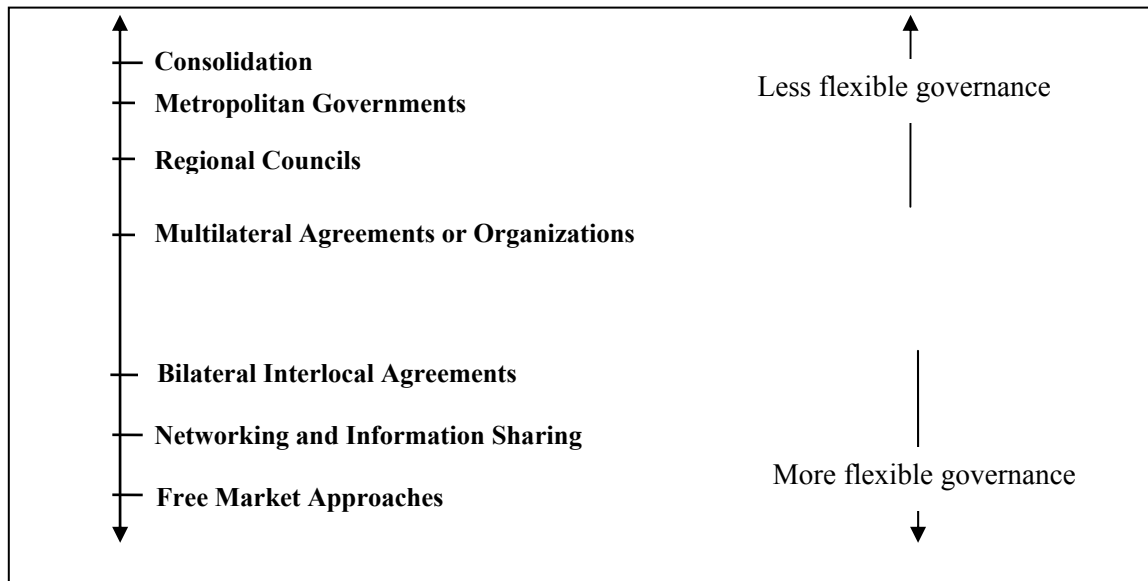 Consolidation
Less flexible governance
Metropolitan Governments
Regional Councils
Multilateral Agreements or Organizations
Bilateral Interlocal Agreements
Networking and Information Sharing
More flexible governance
Free Market Approaches